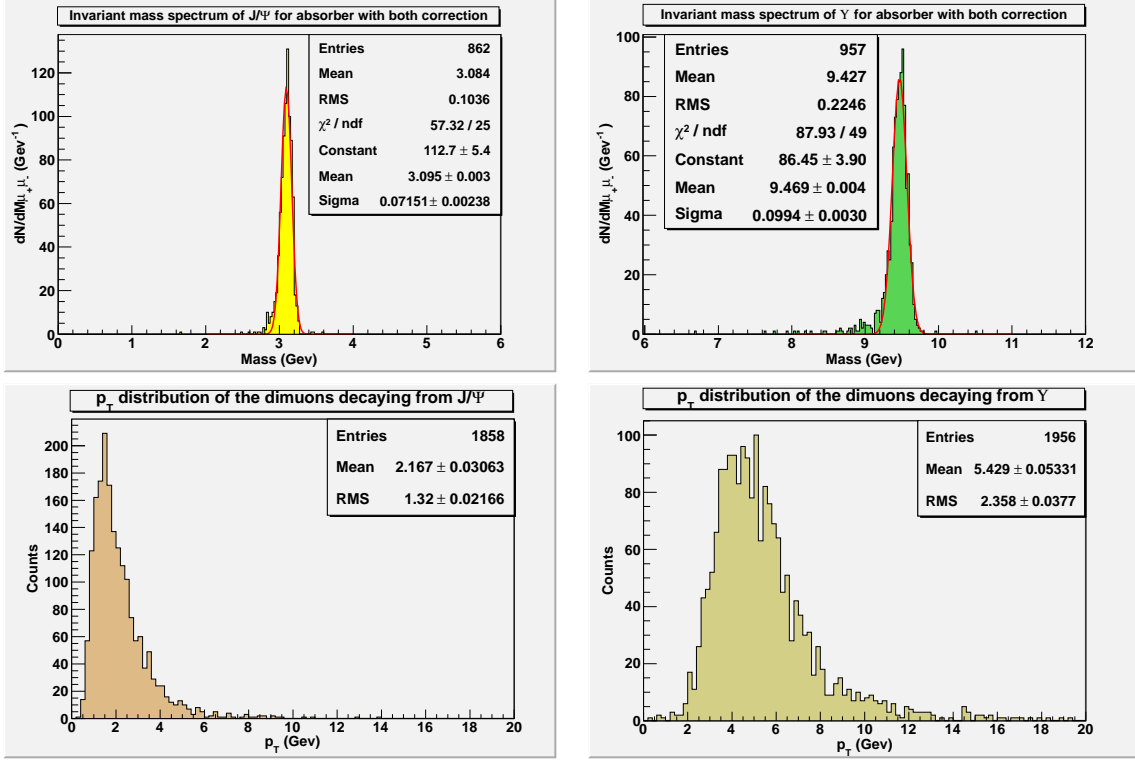 Invariant mass spectrum of J/Ψ for absorber with both correction
dN/dMμ₊μ₋ (Gev⁻¹)
120
100
80
60
40
20
0
0 1 2 3 4 5 6
Mass (Gev)
Entries 862
Mean 3.084
RMS 0.1036
χ² / ndf 57.32 / 25
Constant 112.7 ± 5.4
Mean 3.095 ± 0.003
Sigma 0.07151± 0.00238
Invariant mass spectrum of Υ for absorber with both correction
dN/dMμ₊μ₋ (Gev⁻¹)
100
80
60
40
20
0
6 7 8 9 10 11 12
Mass (Gev)
Entries 957
Mean 9.427
RMS 0.2246
χ² / ndf 87.93 / 49
Constant 86.45 ± 3.90
Mean 9.469 ± 0.004
Sigma 0.0994 ± 0.0030
p_T distribution of the dimuons decaying from J/Ψ
Counts
200
180
160
140
120
100
80
60
40
20
0
0 2 4 6 8 10 12 14 16 18 20
p_T (Gev)
Entries 1858
Mean 2.167 ± 0.03063
RMS 1.32 ± 0.02166
p_T distribution of the dimuons decaying from Υ
Counts
100
80
60
40
20
0
0 2 4 6 8 10 12 14 16 18 20
p_T (Gev)
Entries 1956
Mean 5.429 ± 0.05331
RMS 2.358 ± 0.0377